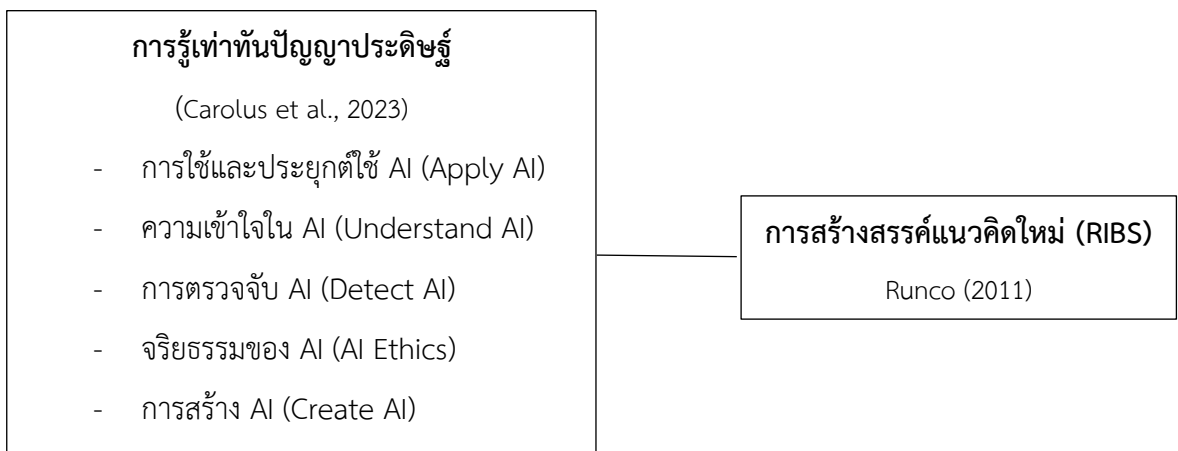 การรู้เท่าทันปัญญาประดิษฐ์
(Carolus et al., 2023)
- การใช้และประยุกต์ใช้ AI (Apply AI)
- ความเข้าใจใน AI (Understand AI)
- การตรวจจับ AI (Detect AI)
- จริยธรรมของ AI (AI Ethics)
- การสร้าง AI (Create AI)
การสร้างสรรค์แนวคิดใหม่ (RIBS)
Runco (2011)